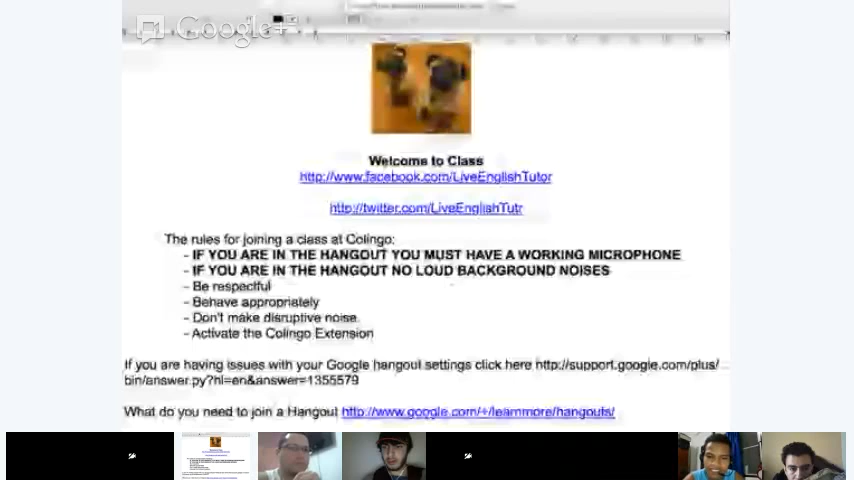 Google+
Welcome to Class
http://www.facebook.com/LiveEnglishTutor
http://twitter.com/LiveEnglishTutr
The rules for joining a class at Colingo:
- IF YOU ARE IN THE HANGOUT YOU MUST HAVE A WORKING MICROPHONE
- IF YOU ARE IN THE HANGOUT NO LOUD BACKGROUND NOISES
- Be respectful
- Behave appropriately
- Don't make disruptive noise.
- Activate the Colingo Extension
If you are having issues with your Google hangout settings click here http://support.google.com/plus/
bin/answer.py?hl=en&answer=1355579
What do you need to join a Hangout http://www.google.com/+/learnmore/hangouts/